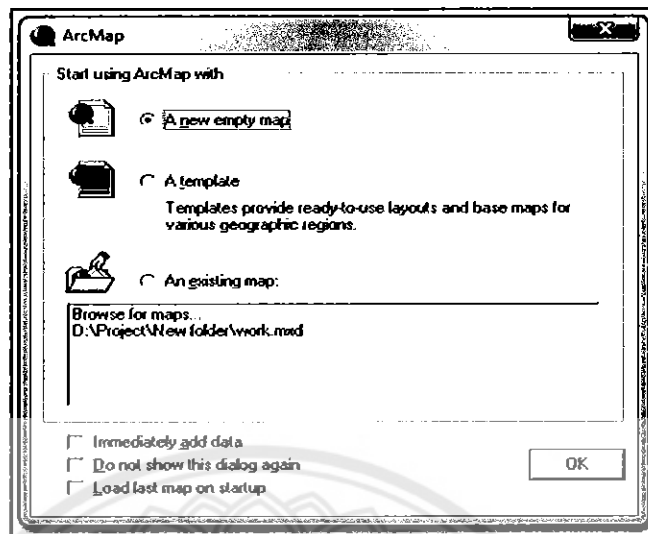 ArcMap
Start using ArcMap with
A new empty map
A template
Templates provide ready-to-use layouts and base maps for
various geographic regions.
An existing map:
Browse for maps...
D:\Project\New folder\work.mxd
Immediately add data
Do not show this dialog again
Load last map on startup
OK